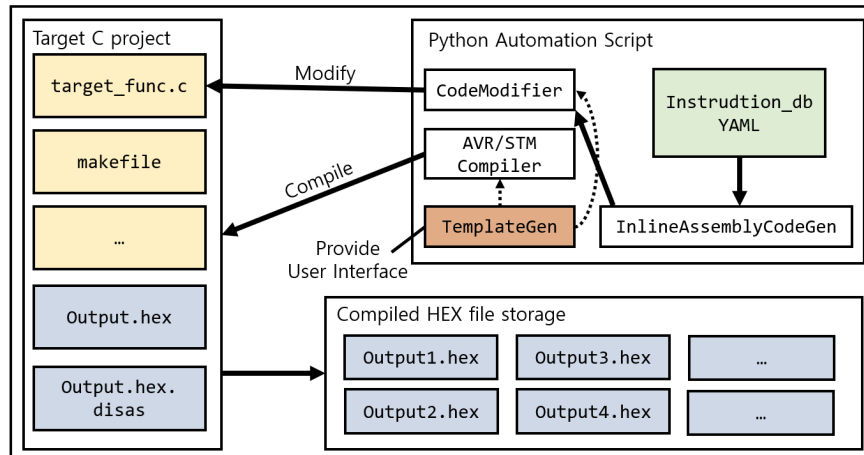 Target C project
target_func.c
makefile
…
Output.hex
Output.hex.
disas
Modify
Compile
Provide
User Interface
Python Automation Script
CodeModifier
AVR/STM
Compiler
TemplateGen
Instrudtion_db
YAML
InlineAssemblyCodeGen
Compiled HEX file storage
Output1.hex
Output3.hex
…
Output2.hex
Output4.hex
…